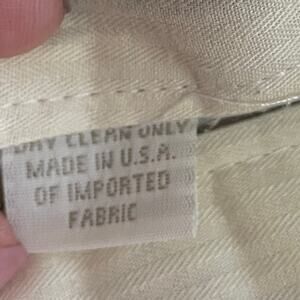 DRY CLEAN ONLY
MADE IN U.S.A.
OF IMPORTED
FABRIC